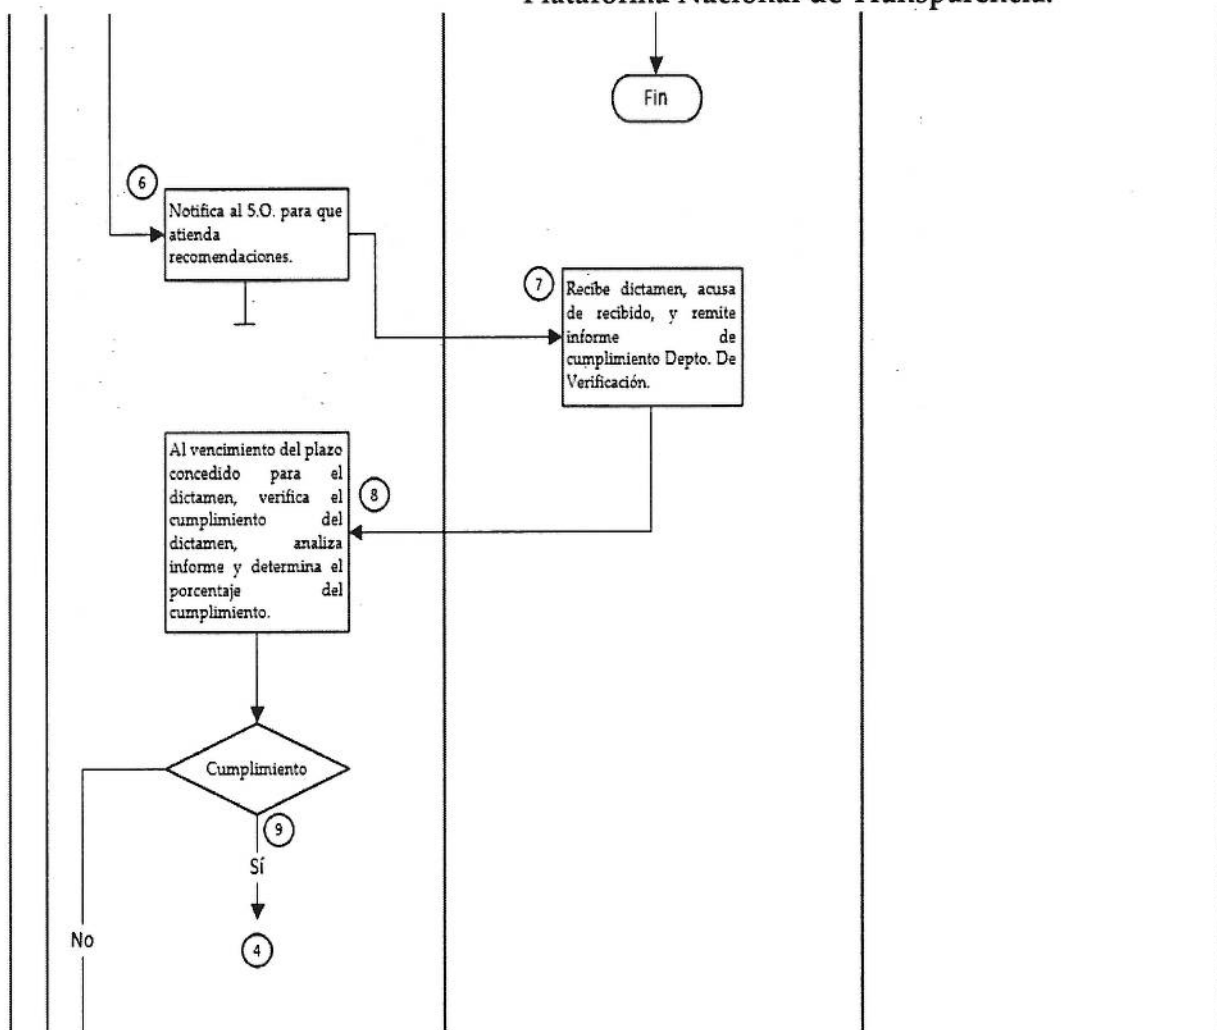 Plataforma Nacional de Transparencia.
Fin
6
Notifica al S.O. para que
atienda
recomendaciones.
7
Recibe dictamen, acusa
de recibido, y remite
informe de
cumplimiento Depto. De
Verificación.
Al vencimiento del plazo
concedido para el
dictamen, verifica el
cumplimiento del
dictamen, analiza
informe y determina el
porcentaje del
cumplimiento.
8
Cumplimiento
9
Sí
No
4